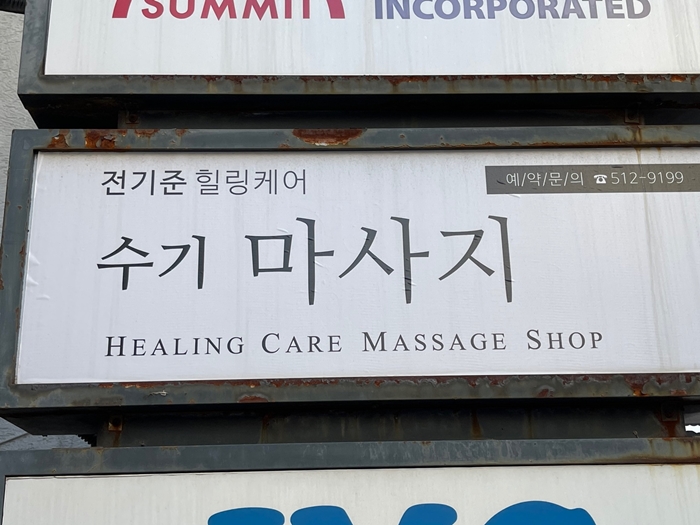 SUMMIT INCORPORATED
전기준 힐링케어 예/약/문/의 ☎512-9199
수기 마사지
HEALING CARE MASSAGE SHOP